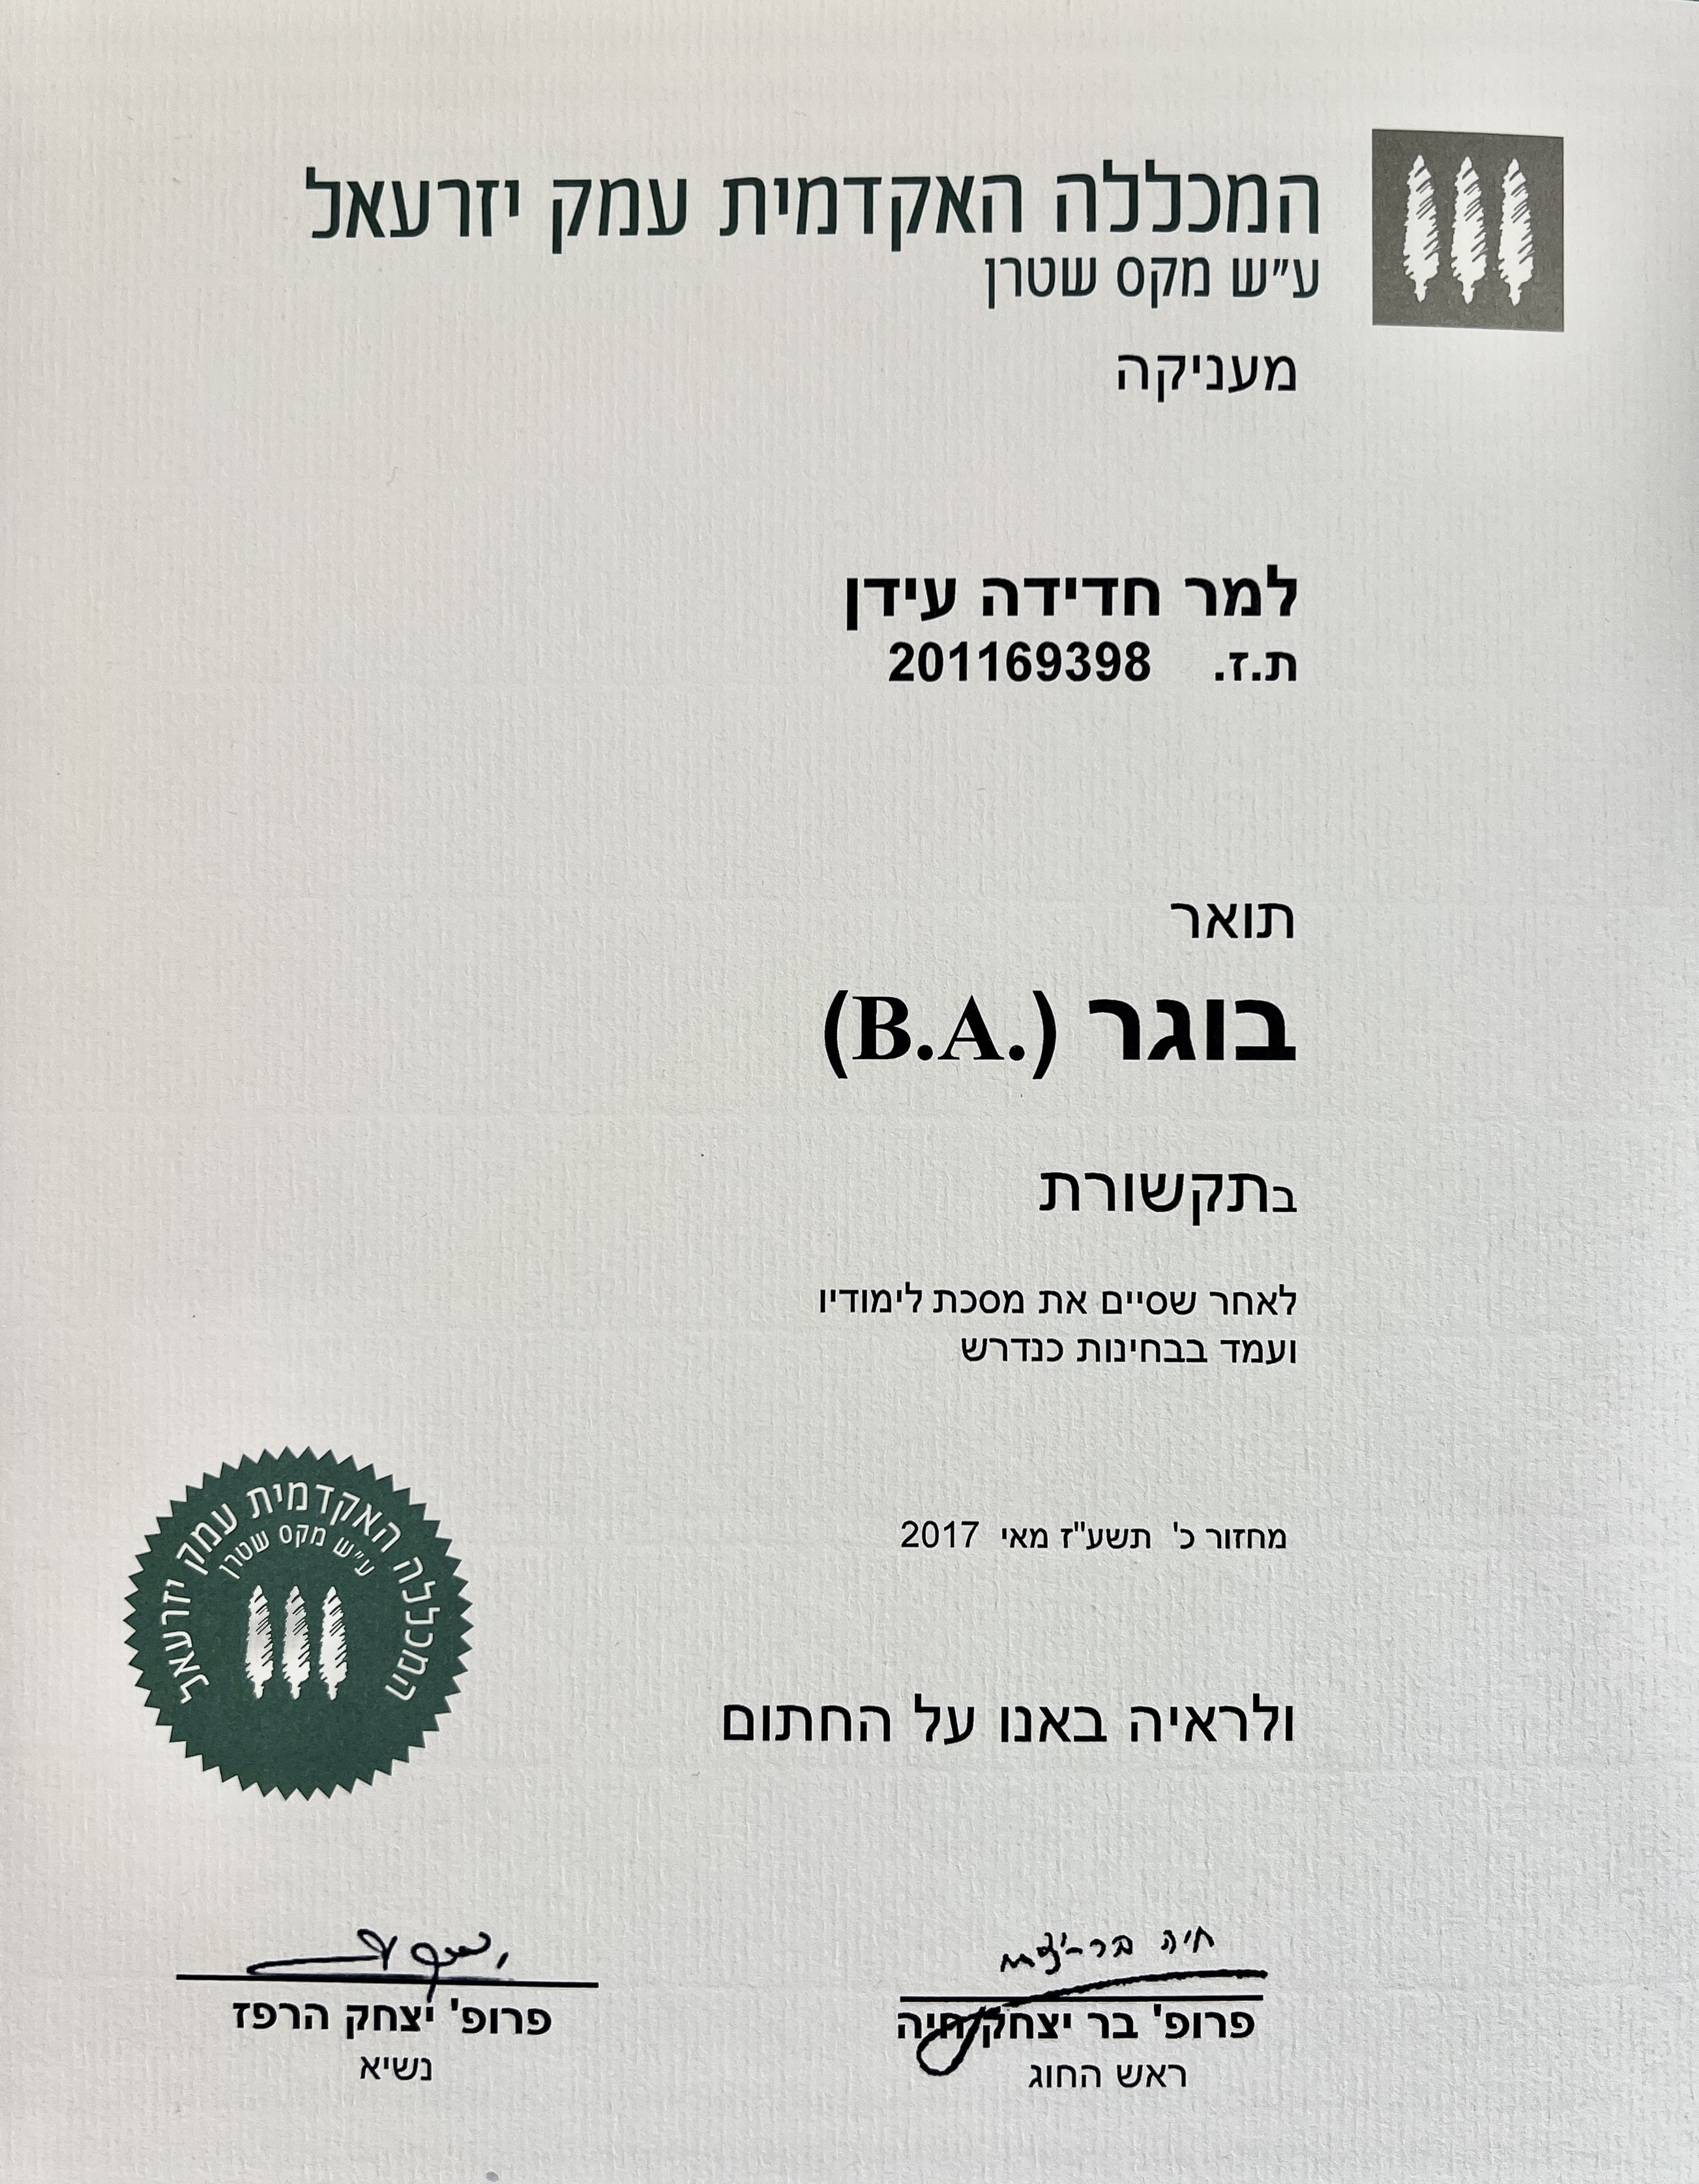 המכללה האקדמית עמק יזרעאל
ע"ש מקס שטרן
מעניקה
למר חדידה עידן
ת.ז. 201169398
תואר
בוגר (B.A.)
בתקשורת
לאחר שסיים את מסכת לימודיו
ועמד בבחינות כנדרש
מחזור כ' תשע"ז מאי 2017
המכללה האקדמית עמק יזרעאל
ע"ש מקס שטרן
ולראיה באנו על החתום
חיה בר-יצחק
פרופ' בר יצחק חיה
ראש החוג
פרופ' יצחק הרפז
נשיא